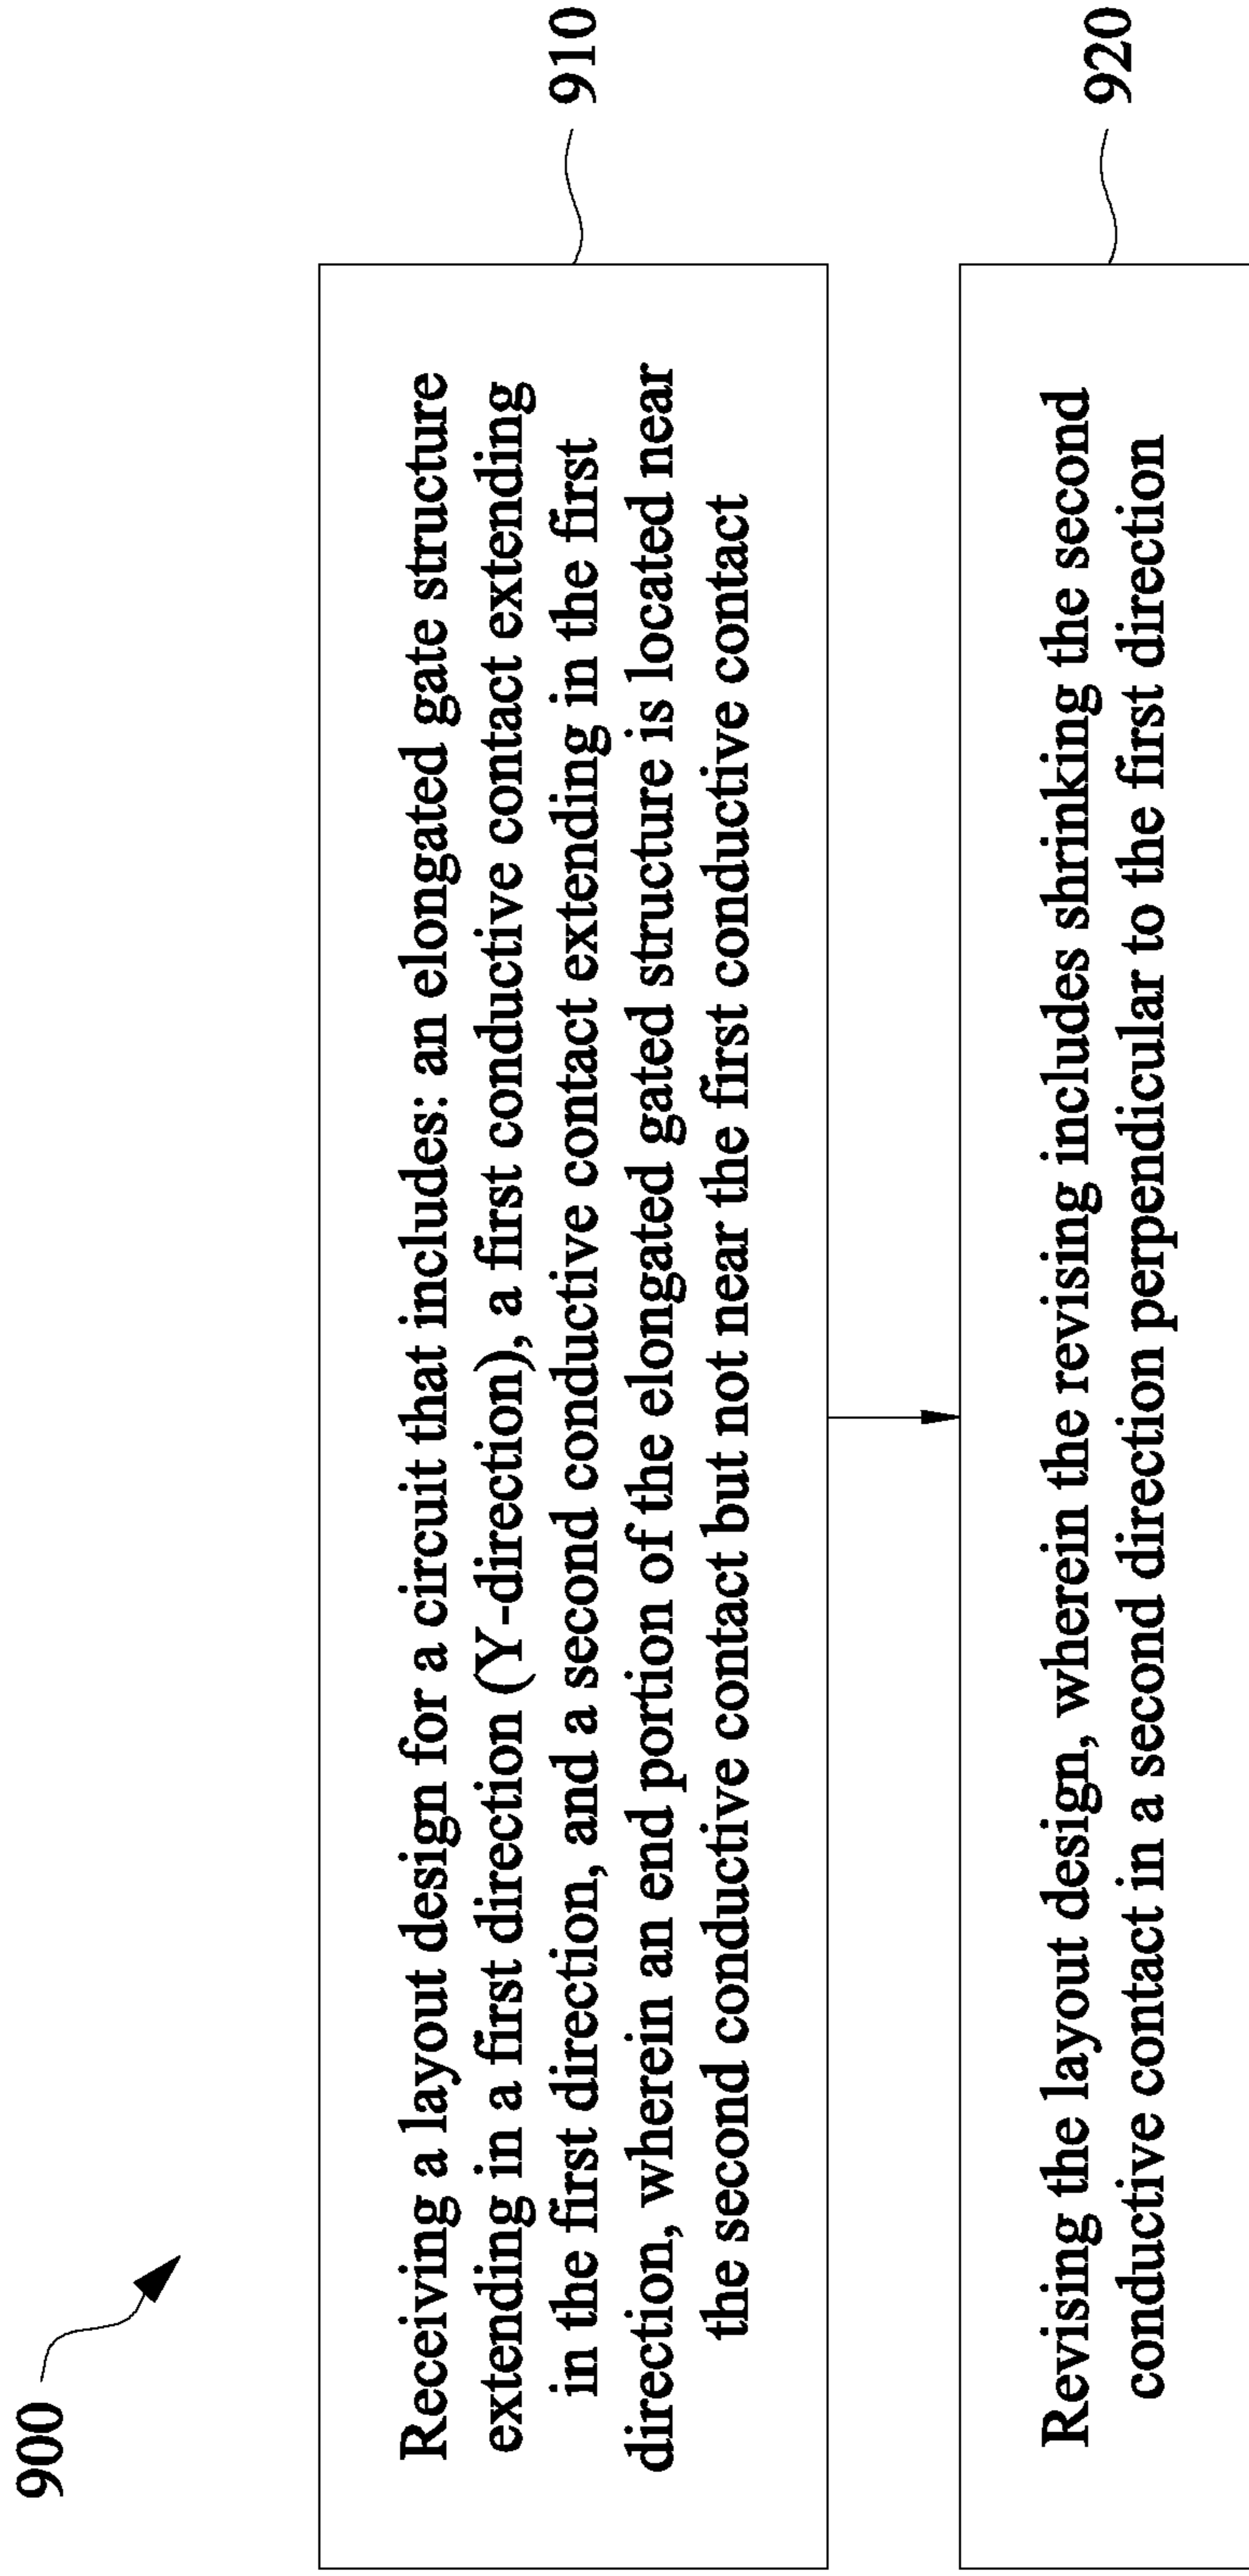 900
Receiving a layout design for a circuit that includes: an elongated gate structure
extending in a first direction (Y-direction), a first conductive contact extending
in the first direction, and a second conductive contact extending in the first
direction, wherein an end portion of the elongated gated structure is located near
the second conductive contact but not near the first conductive contact
910
Revising the layout design, wherein the revising includes shrinking the second
conductive contact in a second direction perpendicular to the first direction
920